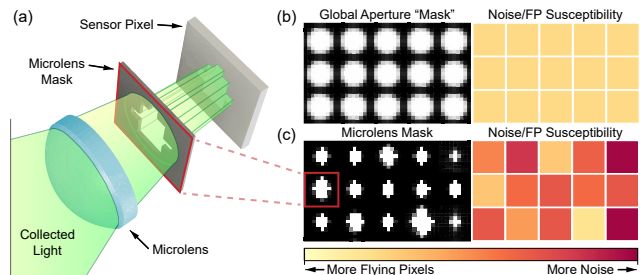 (a)
Sensor Pixel
Microlens
Mask
Collected
Light
Microlens
(b)
Global Aperture “Mask”
Noise/FP Susceptibility
(c)
Microlens Mask
Noise/FP Susceptibility
More Flying Pixels
More Noise